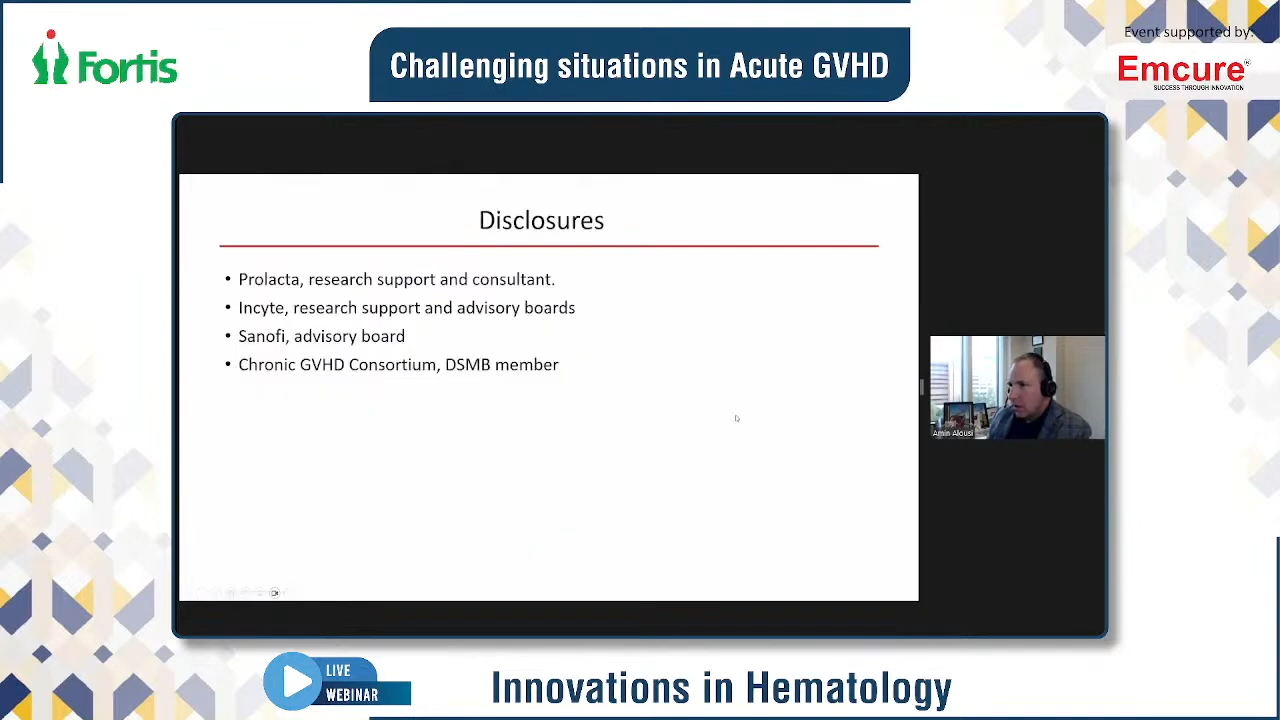 Fortis
Challenging situations in Acute GVHD
Event supported by:
Emcure®
SUCCESS THROUGH INNOVATION
Disclosures
• Prolacta, research support and consultant.
• Incyte, research support and advisory boards
• Sanofi, advisory board
• Chronic GVHD Consortium, DSMB member
Amin Alousi
LIVE
WEBINAR
Innovations in Hematology